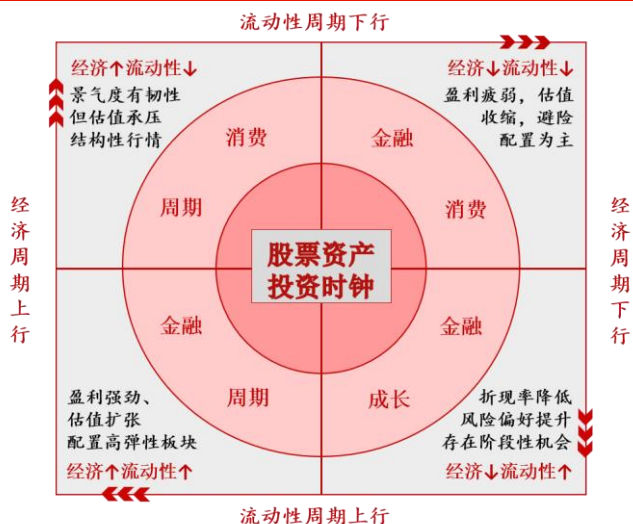 流动性周期下行
经济↑流动性↓
景气度有韧性
但估值承压
结构性行情
经济↓流动性↓
盈利疲弱，估值
收缩，避险
配置为主
消费
金融
周期
消费
经济周期上行
股票资产
投资时钟
经济周期下行
金融
金融
周期
成长
盈利强劲、
估值扩张
配置高弹性板块
经济↑流动性↑
折现率降低
风险偏好提升
存在阶段性机会
经济↓流动性↑
流动性周期上行